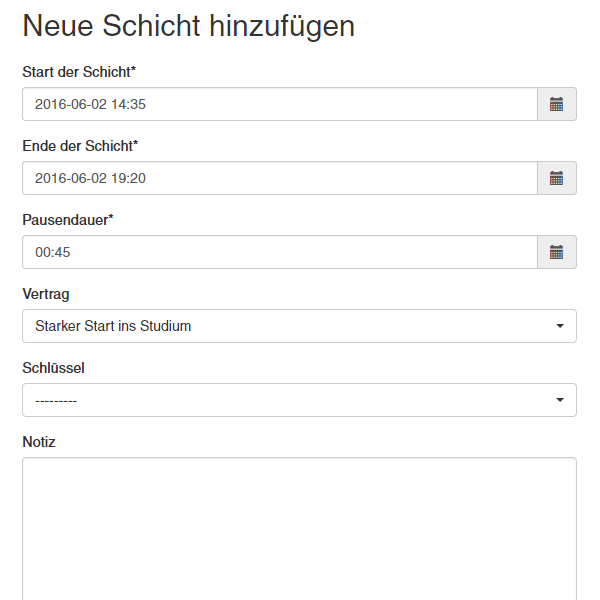 Neue Schicht hinzufügen
Start der Schicht*
2016-06-02 14:35
Ende der Schicht*
2016-06-02 19:20
Pausendauer*
00:45
Vertrag
Starker Start ins Studium
Schlüssel
---------
Notiz